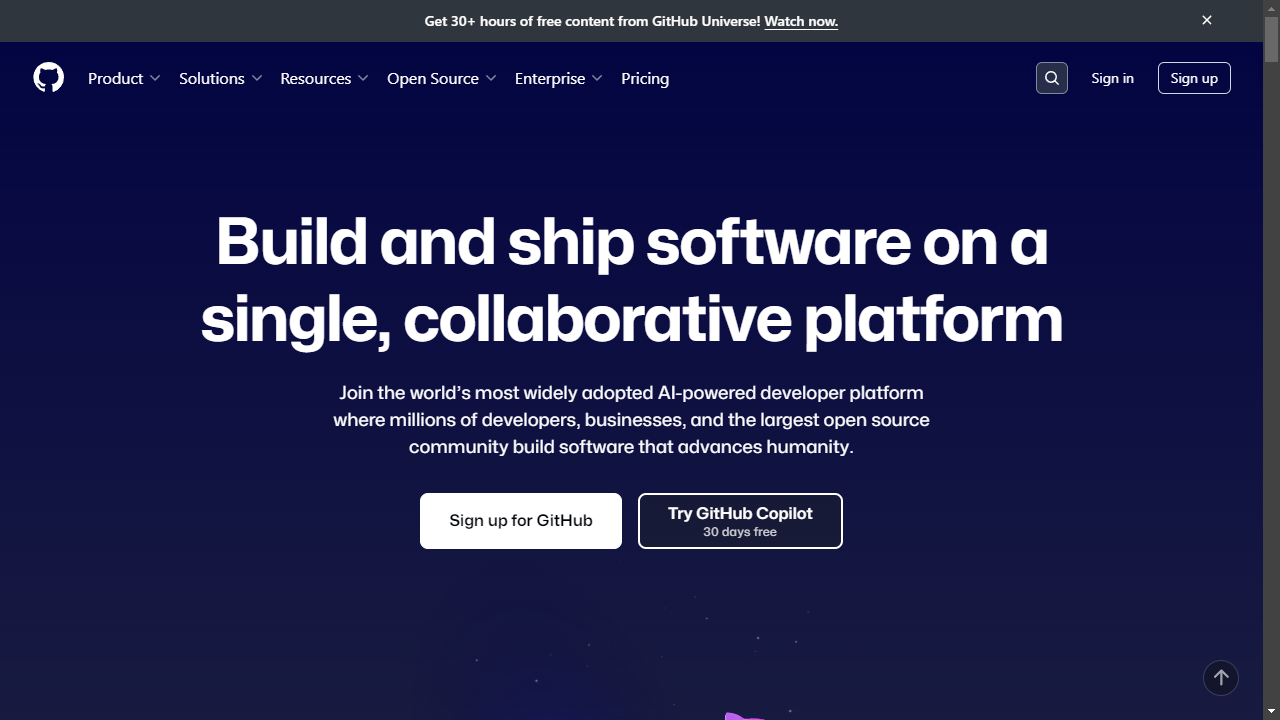 Get 30+ hours of free content from GitHub Universe! Watch now.
Product
Solutions
Resources
Open Source
Enterprise
Pricing
Sign in
Sign up
Build and ship software on a
single, collaborative platform
Join the world’s most widely adopted AI-powered developer platform
where millions of developers, businesses, and the largest open source
community build software that advances humanity.
Sign up for GitHub
Try GitHub Copilot
30 days free